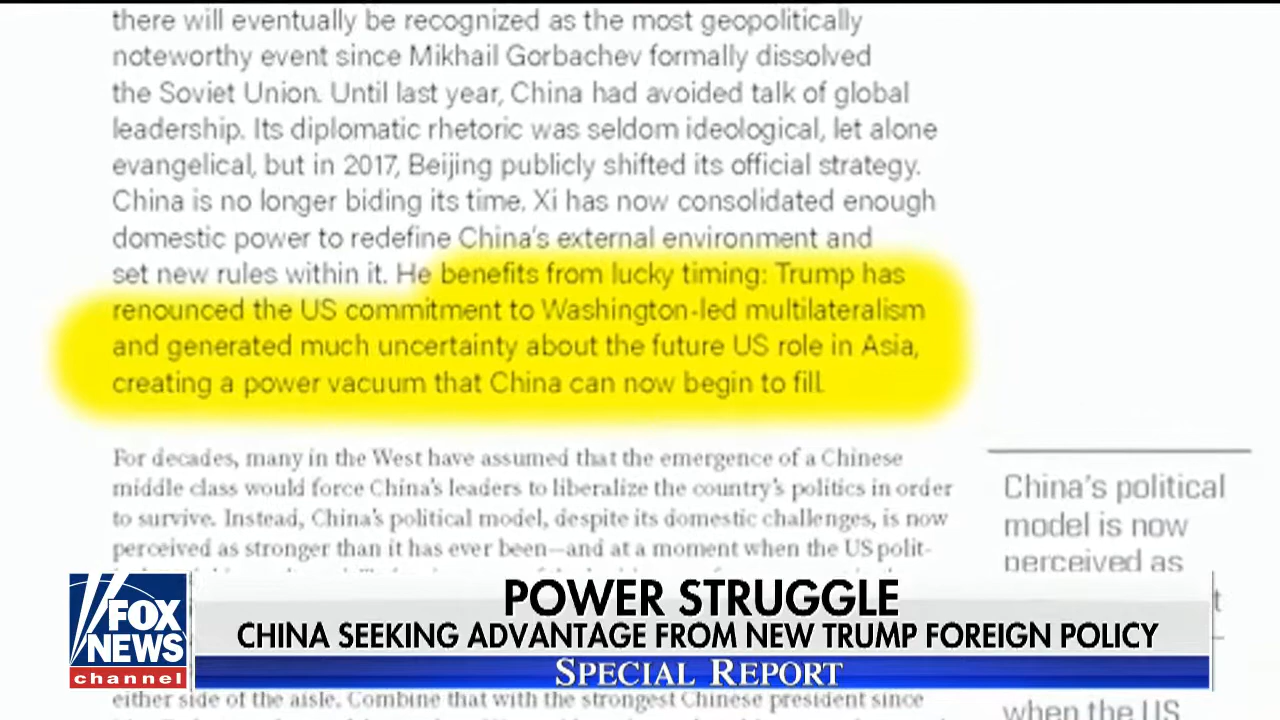 there will eventually be recognized as the most geopolitically
noteworthy event since Mikhail Gorbachev formally dissolved
the Soviet Union. Until last year, China had avoided talk of global
leadership. Its diplomatic rhetoric was seldom ideological, let alone
evangelical, but in 2017, Beijing publicly shifted its official strategy.
China is no longer biding its time. Xi has now consolidated enough
domestic power to redefine China's external environment and
set new rules within it. He benefits from lucky timing: Trump has
renounced the US commitment to Washington-led multilateralism
and generated much uncertainty about the future US role in Asia,
creating a power vacuum that China can now begin to fill.
For decades, many in the West have assumed that the emergence of a Chinese
middle class would force China's leaders to liberalize the country's politics in order
to survive. Instead, China's political model, despite its domestic challenges, is now
perceived as stronger than it has ever been—and at a moment when the US polit-
China's political
model is now
perceived as
POWER STRUGGLE
CHINA SEEKING ADVANTAGE FROM NEW TRUMP FOREIGN POLICY
SPECIAL REPORT
FOX
NEWS
channel
either side of the aisle. Combine that with the strongest Chinese president since
when the US